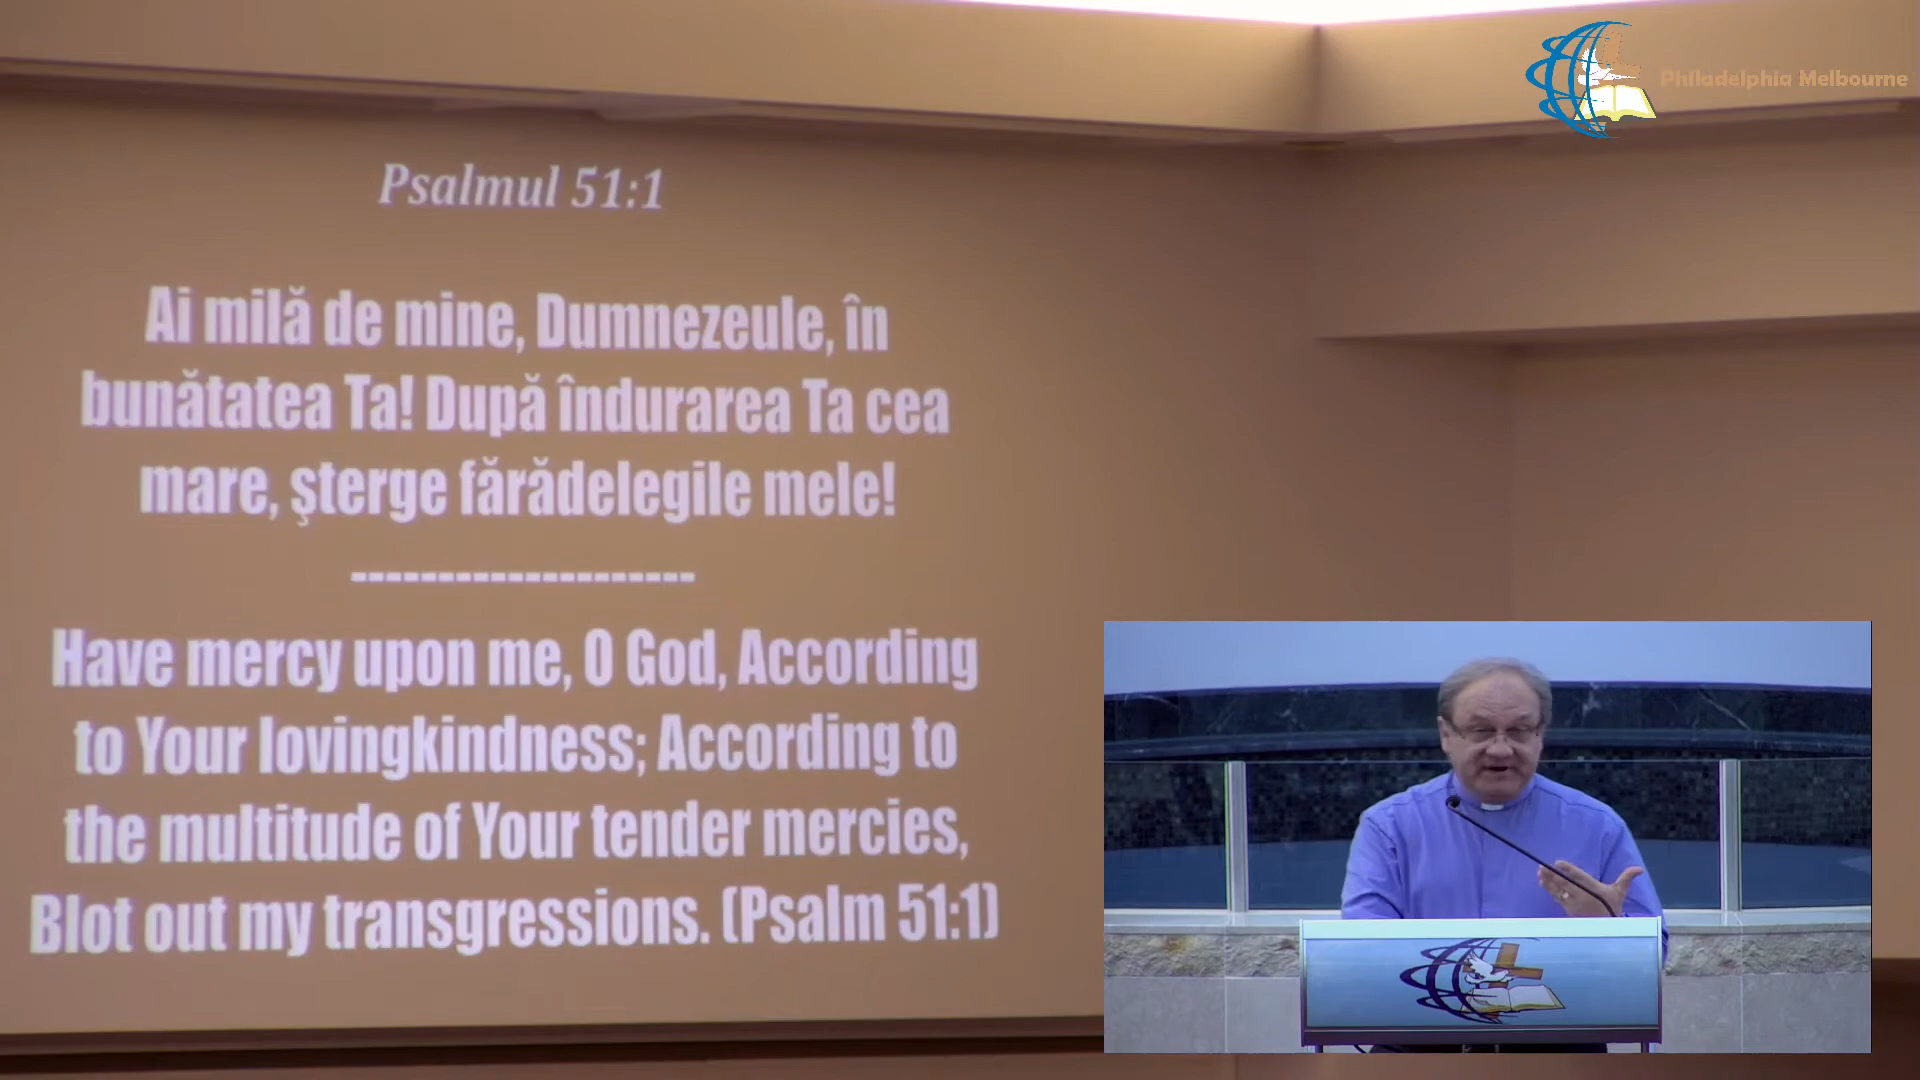 Philadelphia Melbourne
Psalmul 51:1
Ai milă de mine, Dumnezeule, în
bunătatea Ta! După îndurarea Ta cea
mare, şterge fărădelegile mele!
--------------------
Have mercy upon me, O God, According
to Your lovingkindness; According to
the multitude of Your tender mercies,
Blot out my transgressions. (Psalm 51:1)